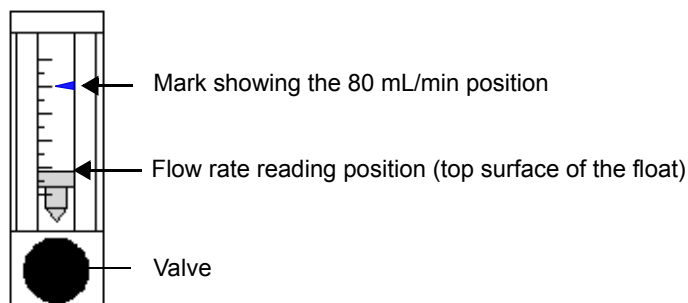 Mark showing the 80 mL/min position
Flow rate reading position (top surface of the float)
Valve